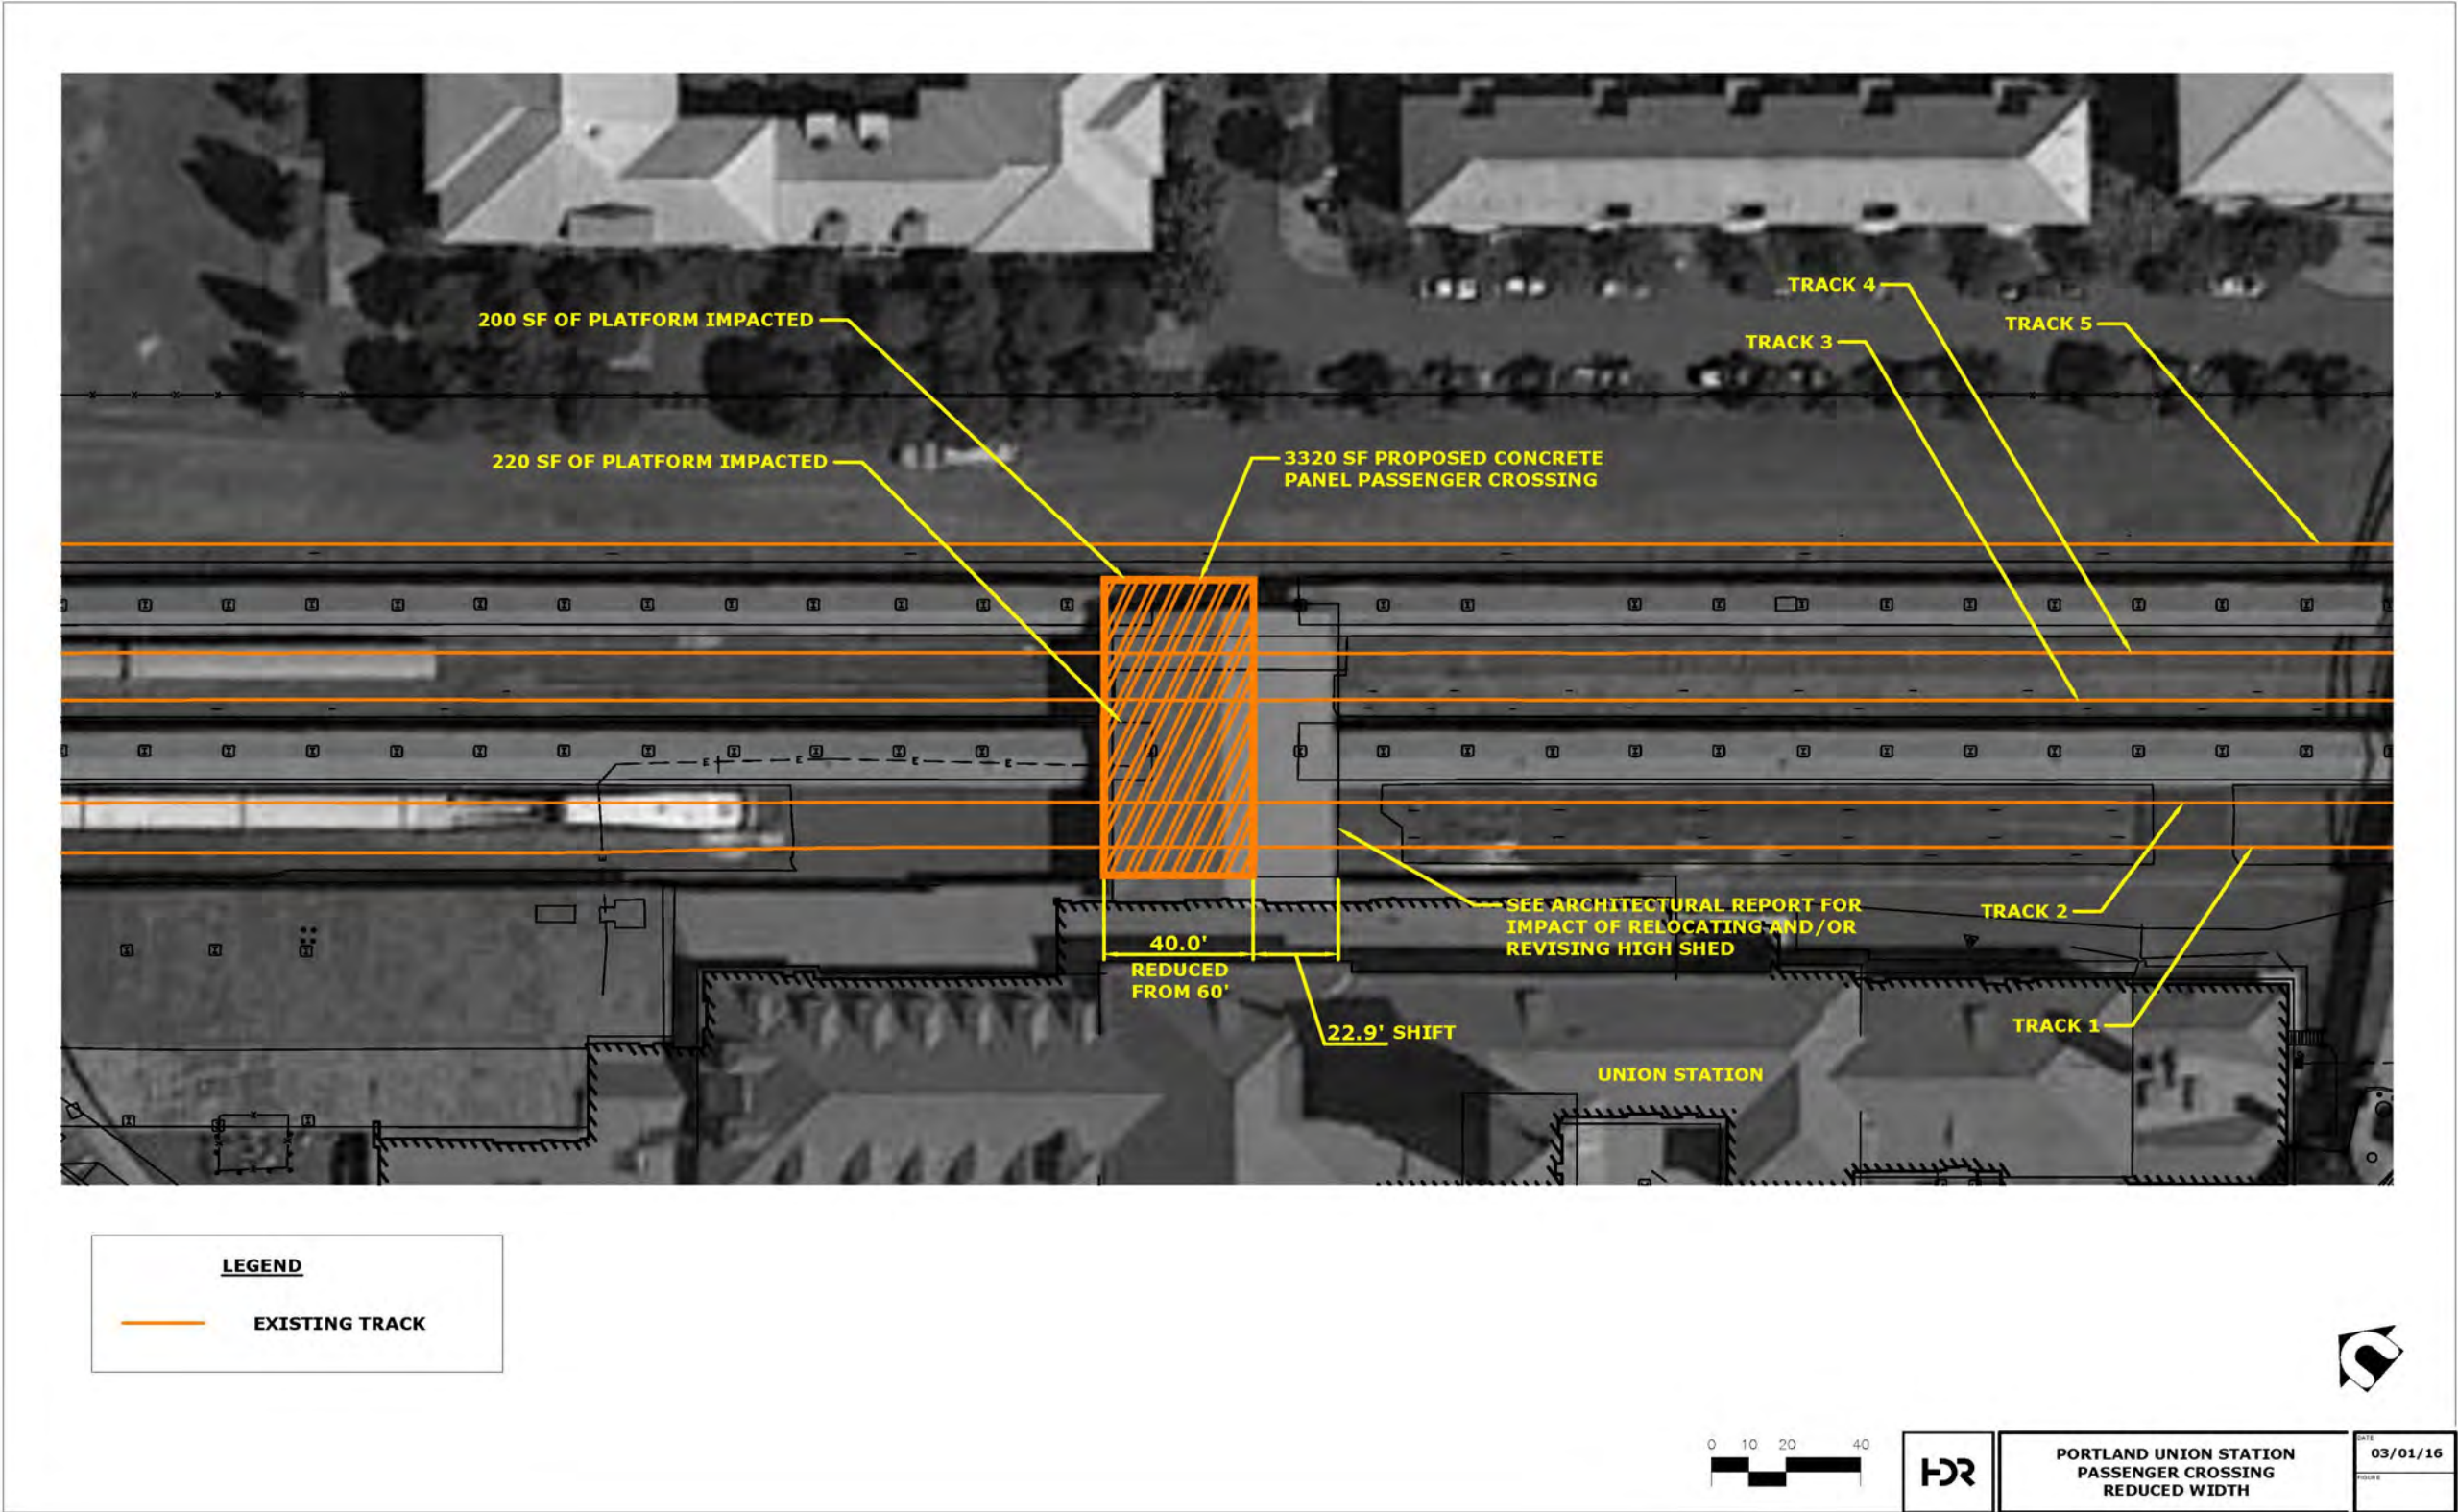 TRACK 4
200 SF OF PLATFORM IMPACTED
TRACK 5
TRACK 3
220 SF OF PLATFORM IMPACTED
3320 SF PROPOSED CONCRETE
PANEL PASSENGER CROSSING
E
E
E
E
E
SEE ARCHITECTURAL REPORT FOR
IMPACT OF RELOCATING AND/OR
REVISING HIGH SHED
TRACK 2
40.0'
REDUCED
FROM 60'
22.9' SHIFT
TRACK 1
UNION STATION
LEGEND
EXISTING TRACK
0 10 20 40
HDR
PORTLAND UNION STATION
PASSENGER CROSSING
REDUCED WIDTH
DATE
03/01/16
FIGURE